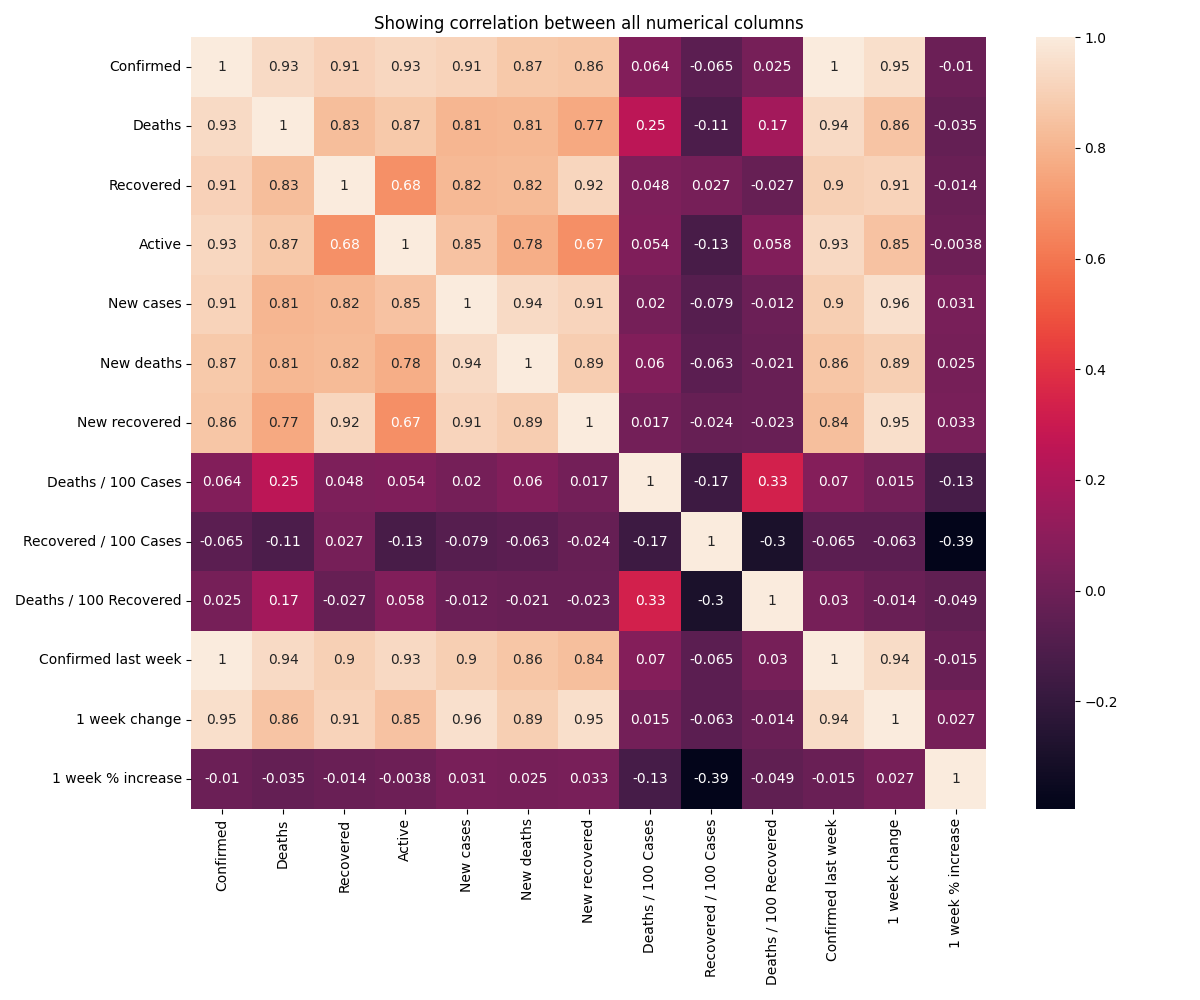 Showing correlation between all numerical columns
Confirmed 1 0.93 0.91 0.93 0.91 0.87 0.86 0.064 -0.065 0.025 1 0.95 -0.01
Deaths 0.93 1 0.83 0.87 0.81 0.81 0.77 0.25 -0.11 0.17 0.94 0.86 -0.035
Recovered 0.91 0.83 1 0.68 0.82 0.82 0.92 0.048 0.027 -0.027 0.9 0.91 -0.014
Active 0.93 0.87 0.68 1 0.85 0.78 0.67 0.054 -0.13 0.058 0.93 0.85 -0.0038
New cases 0.91 0.81 0.82 0.85 1 0.94 0.91 0.02 -0.079 -0.012 0.9 0.96 0.031
New deaths 0.87 0.81 0.82 0.78 0.94 1 0.89 0.06 -0.063 -0.021 0.86 0.89 0.025
New recovered 0.86 0.77 0.92 0.67 0.91 0.89 1 0.017 -0.024 -0.023 0.84 0.95 0.033
Deaths / 100 Cases 0.064 0.25 0.048 0.054 0.02 0.06 0.017 1 -0.17 0.33 0.07 0.015 -0.13
Recovered / 100 Cases -0.065 -0.11 0.027 -0.13 -0.079 -0.063 -0.024 -0.17 1 -0.3 -0.065 -0.063 -0.39
Deaths / 100 Recovered 0.025 0.17 -0.027 0.058 -0.012 -0.021 -0.023 0.33 -0.3 1 0.03 -0.014 -0.049
Confirmed last week 1 0.94 0.9 0.93 0.9 0.86 0.84 0.07 -0.065 0.03 1 0.94 -0.015
1 week change 0.95 0.86 0.91 0.85 0.96 0.89 0.95 0.015 -0.063 -0.014 0.94 1 0.027
1 week % increase -0.01 -0.035 -0.014 -0.0038 0.031 0.025 0.033 -0.13 -0.39 -0.049 -0.015 0.027 1
Confirmed
Deaths
Recovered
Active
New cases
New deaths
New recovered
Deaths / 100 Cases
Recovered / 100 Cases
Deaths / 100 Recovered
Confirmed last week
1 week change
1 week % increase
1.0
0.8
0.6
0.4
0.2
0.0
−0.2